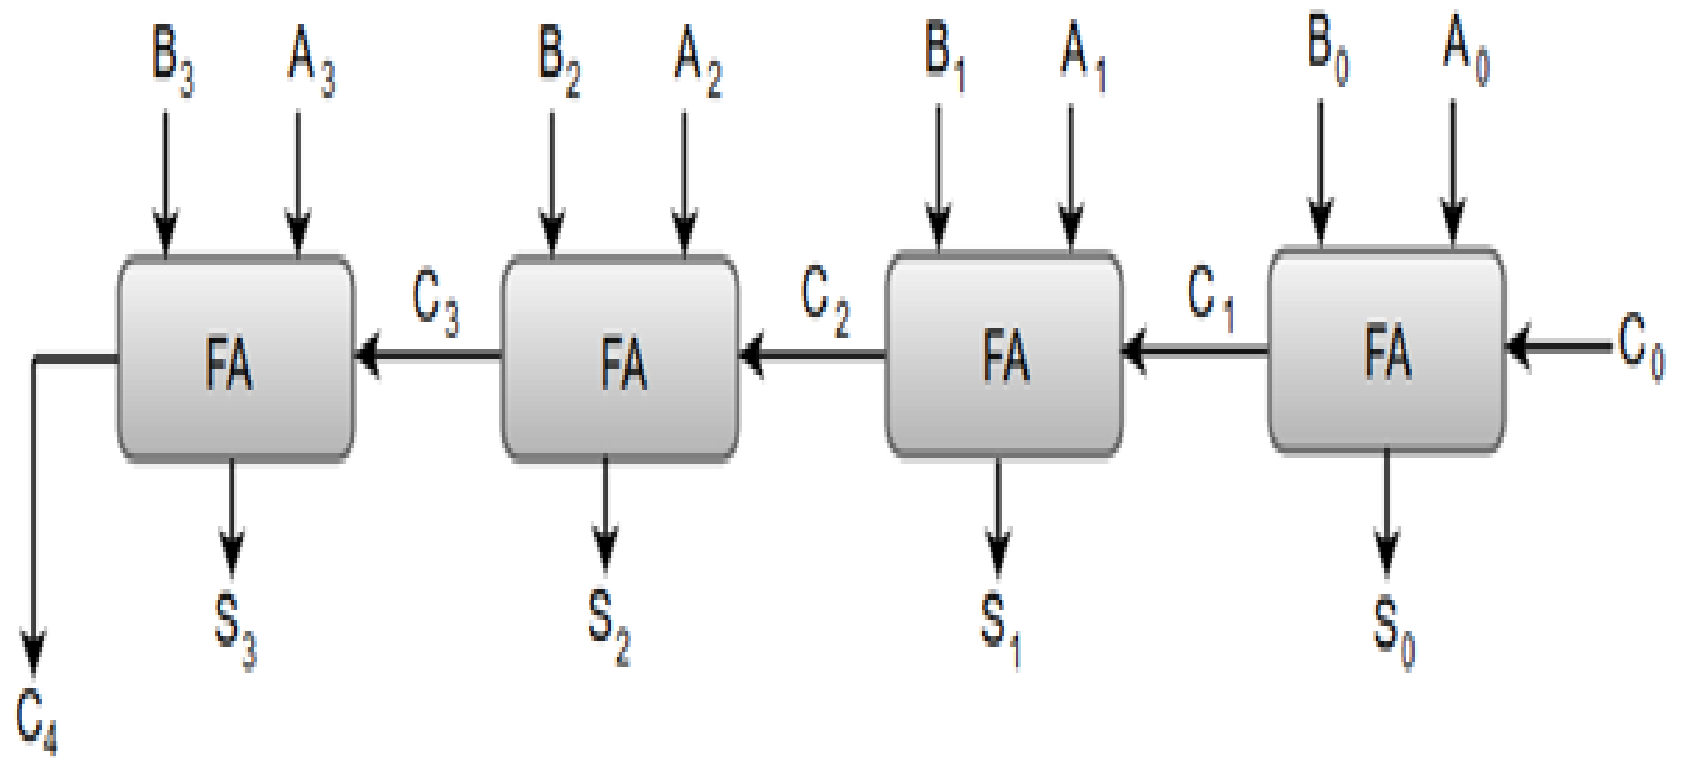 B3 A3 B2 A2 B1 A1 B0 A0
C3 C2 C1
FA FA FA FA C0
S3 S2 S1 S0
C4